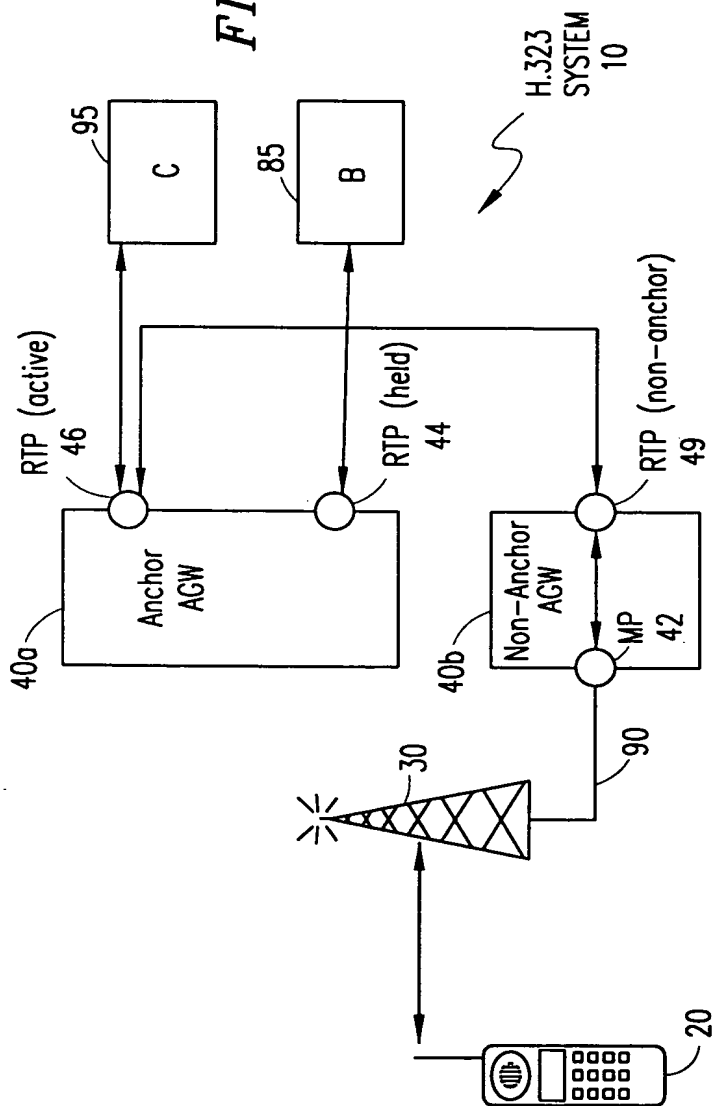 FI
H.323
SYSTEM
10
95
C
85
B
RTP (active)
46
RTP (held)
44
RTP (non-anchor)
49
Anchor
AGW
40a
Non-Anchor
AGW
40b
MP
42
30
90
20